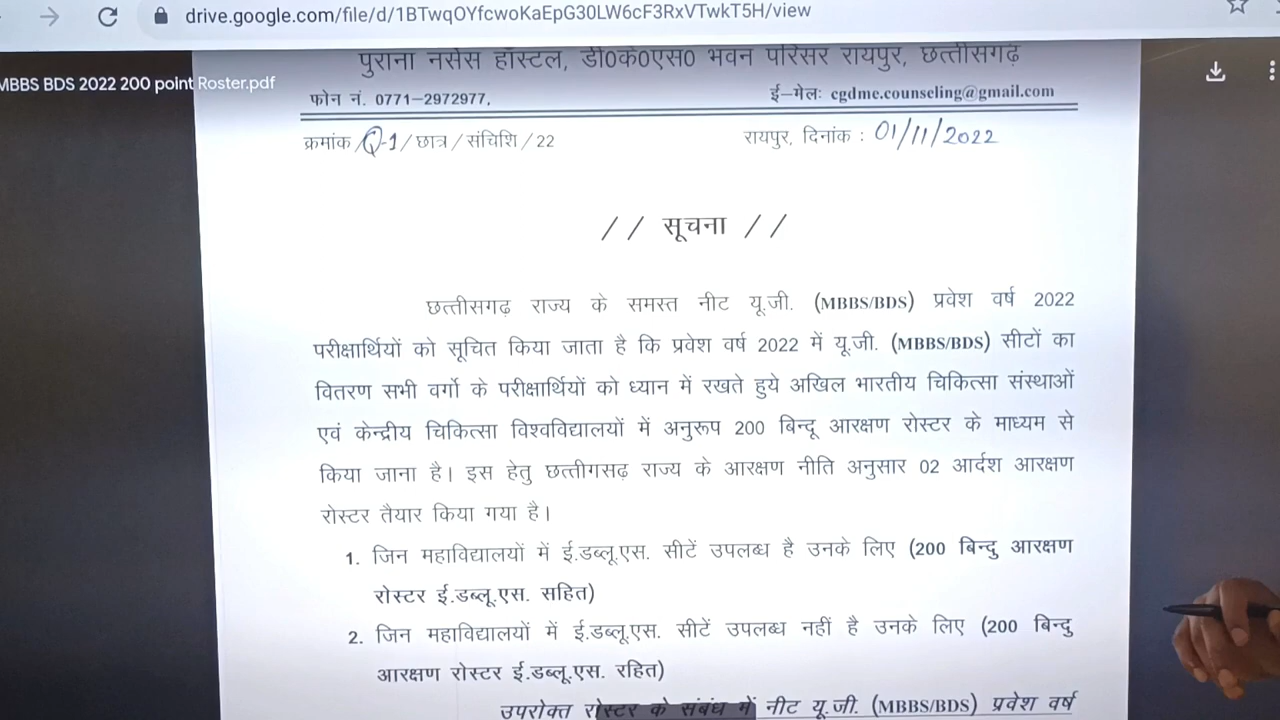 drive.google.com/file/d/1BTwqOYfcwoKaEpG30LW6cF3RxVTwkT5H/view
MBBS BDS 2022 200 point Roster.pdf
पुराना नर्सेस हॉस्टल, डी0के0एस0 भवन परिसर रायपुर, छत्तीसगढ़
फोन नं. 0771–2972977, ई–मेलः cgdme.counseling@gmail.com
क्रमांक /Q-1/ छात्र / संचिशि / 22 रायपुर, दिनांक : 01/11/2022
// सूचना //
छत्तीसगढ़ राज्य के समस्त नीट यू.जी. (MBBS/BDS) प्रवेश वर्ष 2022
परीक्षार्थियों को सूचित किया जाता है कि प्रवेश वर्ष 2022 में यू.जी. (MBBS/BDS) सीटों का
वितरण सभी वर्गो के परीक्षार्थियों को ध्यान में रखते हुये अखिल भारतीय चिकित्सा संस्थाओं
एवं केन्द्रीय चिकित्सा विश्वविद्यालयों में अनुरूप 200 बिन्दू आरक्षण रोस्टर के माध्यम से
किया जाना है। इस हेतु छत्तीगसढ़ राज्य के आरक्षण नीति अनुसार 02 आर्दश आरक्षण
रोस्टर तैयार किया गया है।
1. जिन महाविद्यालयों में ई.डब्लू.एस. सीटें उपलब्ध है उनके लिए (200 बिन्दु आरक्षण
रोस्टर ई.डब्लू.एस. सहित)
2. जिन महाविद्यालयों में ई.डब्लू.एस. सीटें उपलब्ध नहीं है उनके लिए (200 बिन्दु
आरक्षण रोस्टर ई.डब्लू.एस. रहित)
उपरोक्त रोस्टर के संबंध में नीट यू.जी. (MBBS/BDS) प्रवेश वर्ष